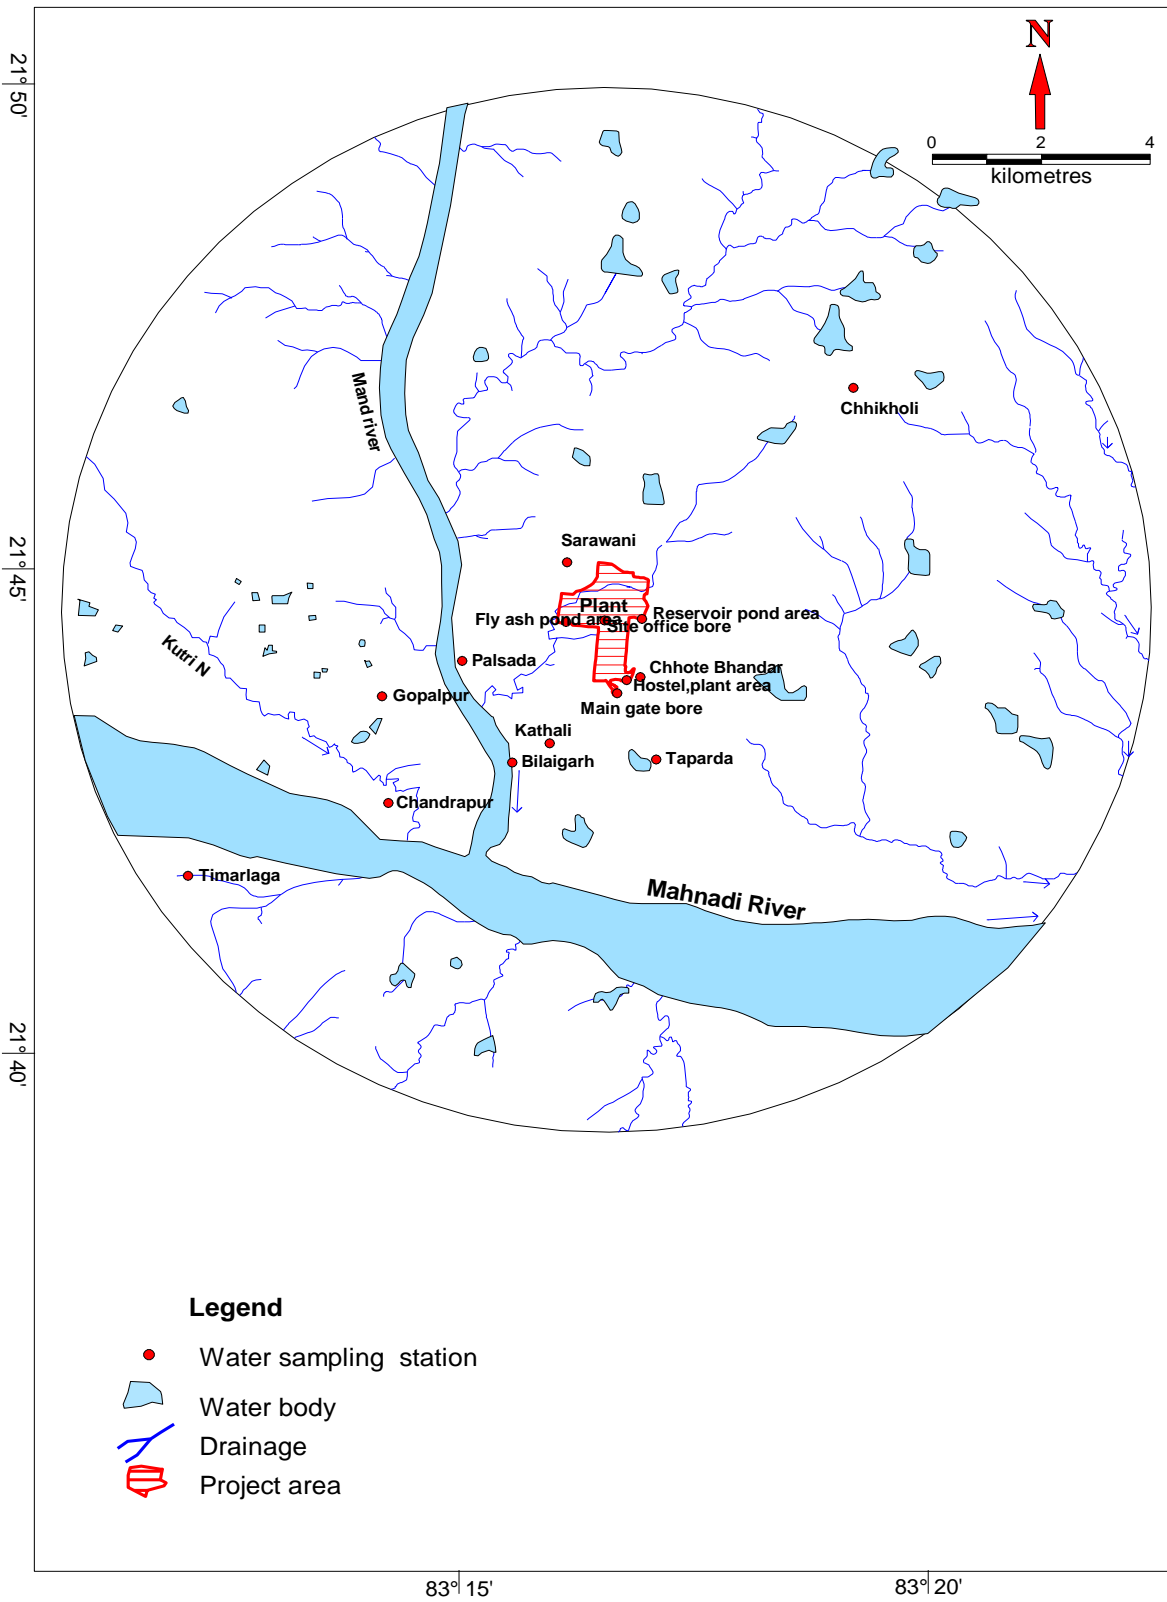 N
21° 50'
0 2 4
kilometres
Mand river
Chhikholi
Sarawani
21° 45'
Plant
Fly ash pond area
Reservoir pond area
Site office bore
Kutri N
Palsada
Chhote Bhandar
Hostel,plant area
Gopalpur
Main gate bore
Kathali
Bilaigarh
Taparda
Chandrapur
Timarlaga
Mahnadi River
21° 40'
Legend
Water sampling station
Water body
Drainage
Project area
83° 15'
83° 20'